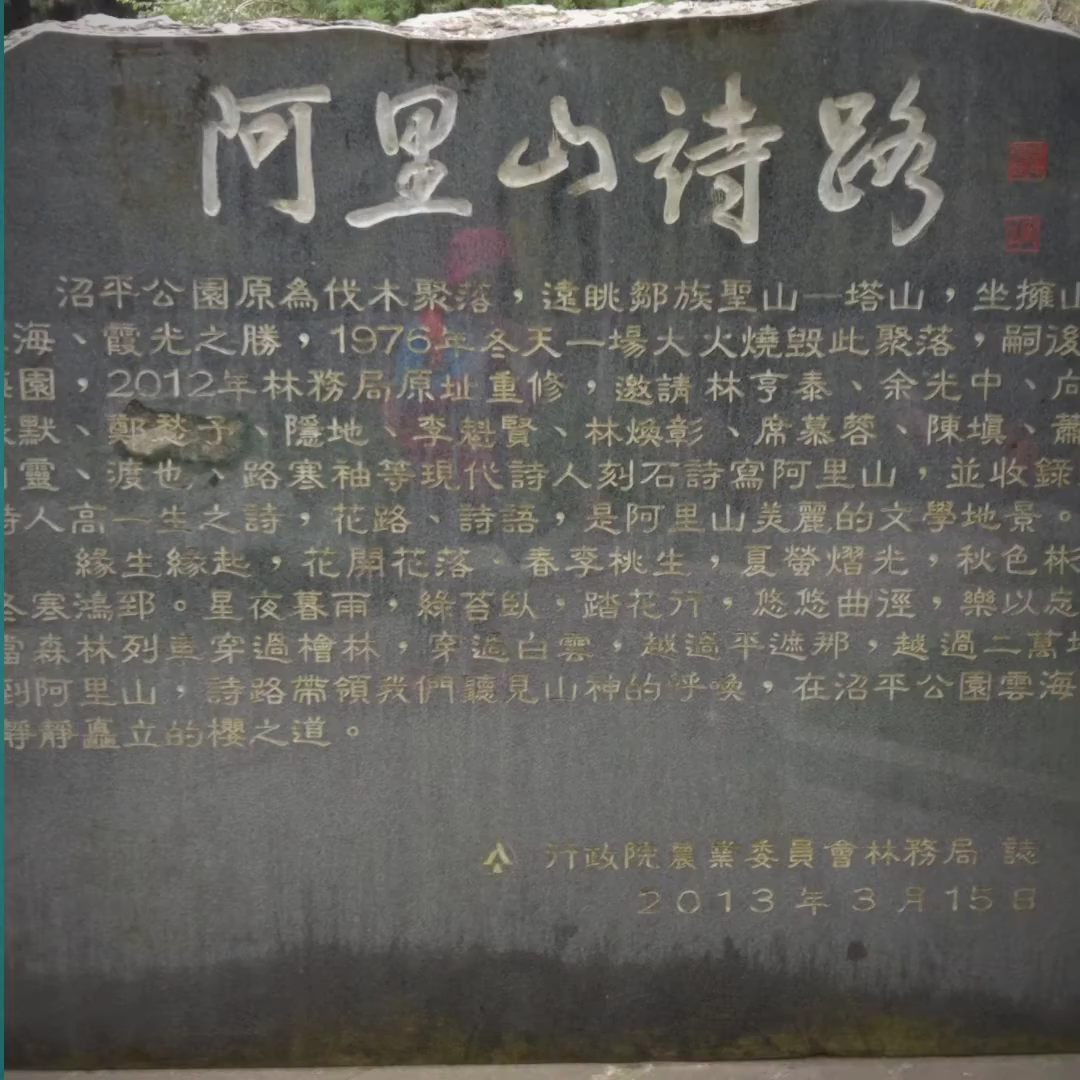 阿里山詩路
沼平公園原為伐木聚落，遠眺鄒族聖山—塔山，坐擁山
海、霞光之勝，1976年冬天一場大火燒毀此聚落，嗣後
園，2012年林務局原址重修，邀請林亨泰、余光中、向
默、鄭愁子、隱地、李魁賢、林煥彰、席慕蓉、陳填、蕭
靈、渡也、路寒袖等現代詩人刻石詩寫阿里山，並收錄
詩人高一生之詩，花路、詩語，是阿里山美麗的文學地景。
緣生緣起，花開花落。春李桃生，夏螢熠光，秋色彬
冬寒鴻郅。星夜暮雨，綠苔臥，踏花行，悠悠曲徑，樂以忘
當森林列車穿過檜林，穿過白雲，越過平遮那，越過二萬坪
到阿里山，詩路帶領我們聽見山神的呼喚，在沼平公園雲海
靜靜矗立的櫻之道。
行政院農業委員會林務局 誌
2013年3月15日